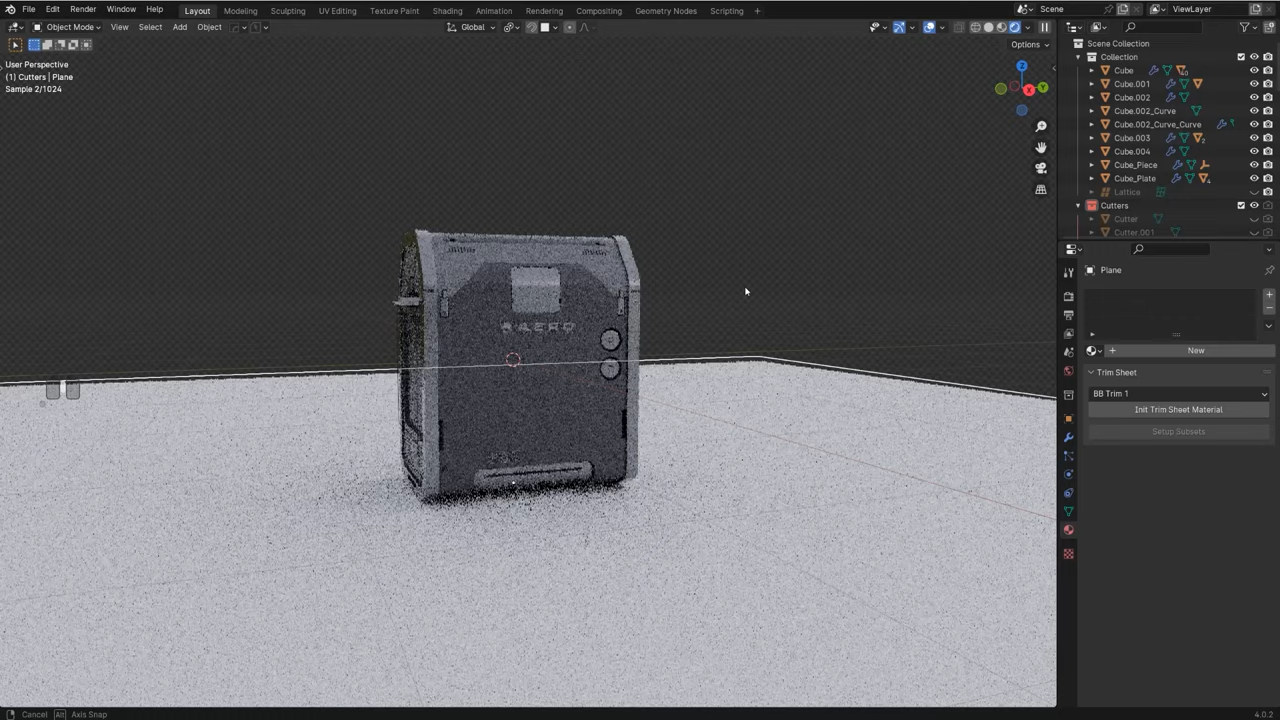 File Edit Render Window Help Layout Modeling Sculpting UV Editing Texture Paint Shading Animation Rendering Compositing Geometry Nodes Scripting + Scene ViewLayer
Object Mode View Select Add Object Global
Options
User Perspective
(1) Cutters | Plane
Sample 2/1024
Z
Y
X
Scene Collection
Collection
Cube
Cube.001
Cube.002
Cube.002_Curve
Cube.002_Curve_Curve
Cube.003
Cube.004
Cube_Piece
Cube_Plate
Lattice
Cutters
Cutter
Cutter.001
Plane
New
Trim Sheet
BB Trim 1
Init Trim Sheet Material
Setup Subsets
Cancel Alt Axis Snap
4.0.2